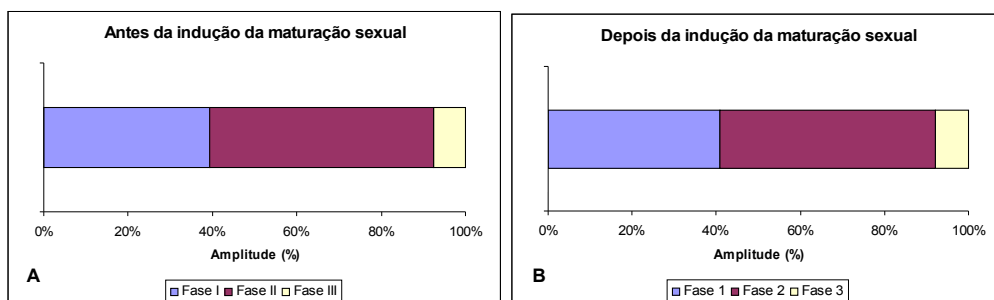 Antes da indução da maturação sexual
0% 20% 40% 60% 80% 100%
Amplitude (%)
A
Fase I Fase II Fase III
Depois da indução da maturação sexual
0% 20% 40% 60% 80% 100%
Amplitude (%)
B
Fase 1 Fase 2 Fase 3